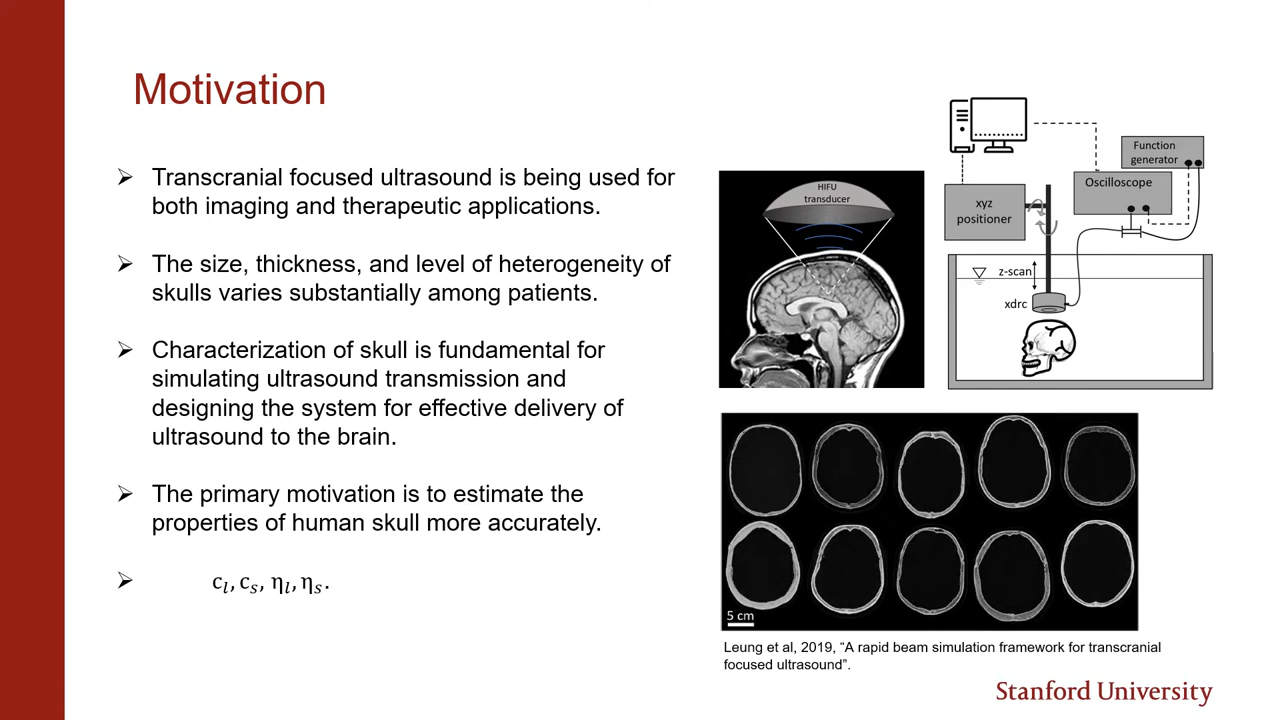 Motivation
➢ Transcranial focused ultrasound is being used for
both imaging and therapeutic applications.
➢ The size, thickness, and level of heterogeneity of
skulls varies substantially among patients.
➢ Characterization of skull is fundamental for
simulating ultrasound transmission and
designing the system for effective delivery of
ultrasound to the brain.
➢ The primary motivation is to estimate the
properties of human skull more accurately.
➢ c_l, c_s, η_l, η_s.
HIFU
transducer
Function
generator
Oscilloscope
xyz
positioner
z-scan
xdrc
5 cm
Leung et al, 2019, “A rapid beam simulation framework for transcranial
focused ultrasound”.
Stanford University